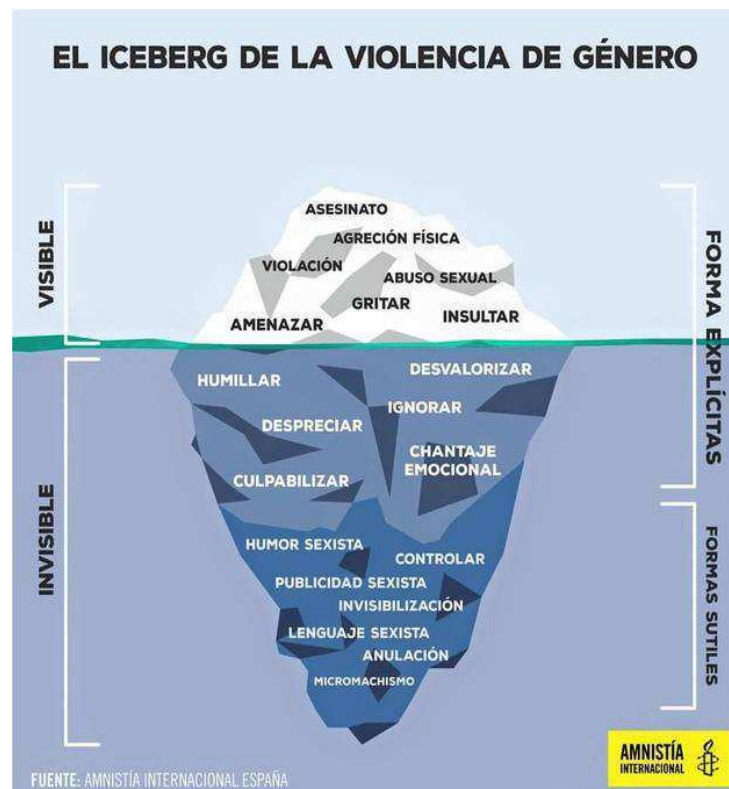 EL ICEBERG DE LA VIOLENCIA DE GÉNERO
VISIBLE
ASESINATO
AGRECIÓN FÍSICA
VIOLACIÓN
ABUSO SEXUAL
GRITAR
AMENAZAR
INSULTAR
FORMA EXPLÍCITAS
INVISIBLE
HUMILLAR
DESVALORIZAR
IGNORAR
DESPRECIAR
CHANTAJE
EMOCIONAL
CULPABILIZAR
HUMOR SEXISTA
CONTROLAR
PUBLICIDAD SEXISTA
INVISIBILIZACIÓN
LENGUAJE SEXISTA
ANULACIÓN
MICROMACHISMO
FORMAS SUTILES
AMNISTÍA
INTERNACIONAL
FUENTE: AMNISTÍA INTERNACIONAL ESPAÑA